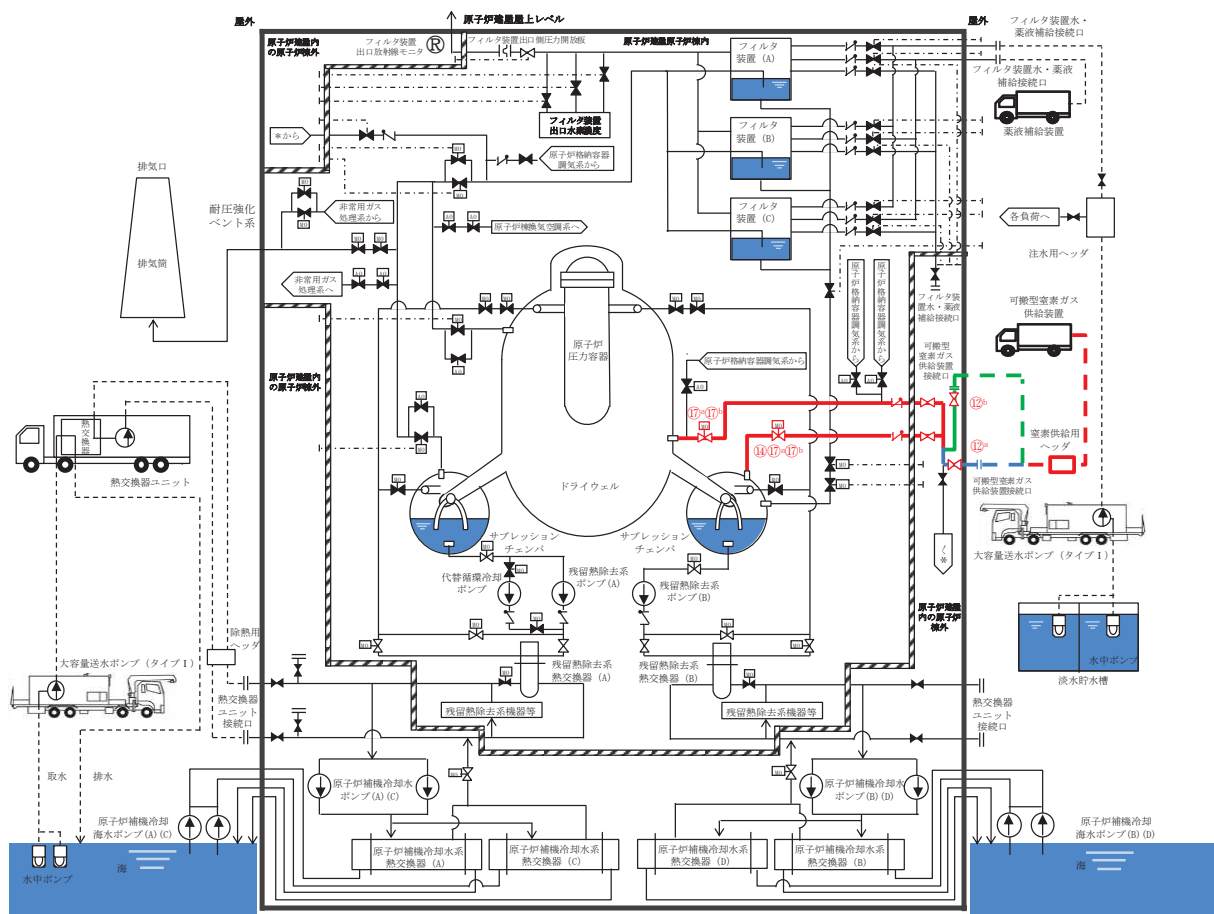 屋外
原子炉建屋屋上レベル
屋外
フィルタ装置水・
薬液補給接続口
原子炉建屋内
の原子炉棟外
フィルタ装置
出口放射線モニタ
R
フィルタ装置出口側圧力開放板
原子炉建屋原子炉棟内
フィルタ
装置(A)
フィルタ装置水・薬液
補給接続口
薬液補給装置
フィルタ装置
出口水素濃度
*から
原子炉格納容器
調気系から
フィルタ
装置(B)
フィルタ
装置(C)
排気口
排気筒
耐圧強化
ベント系
非常用ガス
処理系から
原子炉棟換気空調系へ
非常用ガス
処理系へ
各負荷へ
注水用ヘッダ
原子炉格納容器
調気系から
原子炉格納容器
調気系から
フィルタ装
置水・薬液
補給接続口
可搬型窒素ガス
供給装置
原子炉
圧力容器
原子炉格納容器調気系から
可搬型
窒素ガス
供給装置
接続口
原子炉建屋内
の原子炉棟外
⑰a⑰b
⑭⑰a⑰b
⑫b
⑫a
窒素供給用
ヘッダ
可搬型窒素ガス
供給装置接続口
熱交換器
熱交換器ユニット
ドライウェル
サプレッション
チェンバ
サプレッション
チェンバ
大容量送水ポンプ(タイプⅠ)
代替循環冷却
ポンプ
残留熱除去系
ポンプ(A)
残留熱除去系
ポンプ(B)
へ*
原子炉建屋
内の原子炉
棟外
水中ポンプ
淡水貯水槽
除熱用
ヘッダ
大容量送水ポンプ(タイプⅠ)
熱交換器
ユニット
接続口
残留熱除去系
熱交換器(A)
残留熱除去系
熱交換器(B)
残留熱除去系機器等
残留熱除去系機器等
熱交換器
ユニット
接続口
取水
排水
原子炉補機冷却水
ポンプ(A)(C)
原子炉補機冷却水
ポンプ(B)(D)
原子炉補機冷却
海水ポンプ(A)(C)
原子炉補機冷却
海水ポンプ(B)(D)
原子炉補機冷却水系
熱交換器(A)
原子炉補機冷却水系
熱交換器(C)
原子炉補機冷却水系
熱交換器(D)
原子炉補機冷却水系
熱交換器(B)
水中ポンプ
海
海